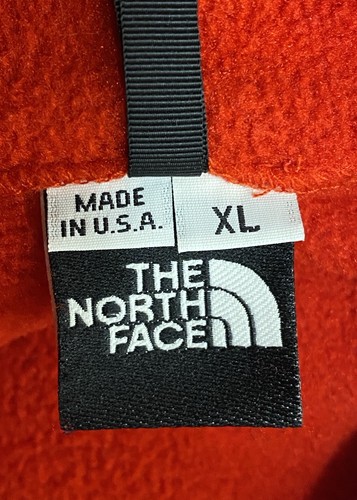 MADE
IN U.S.A.
XL
THE
NORTH
FACE